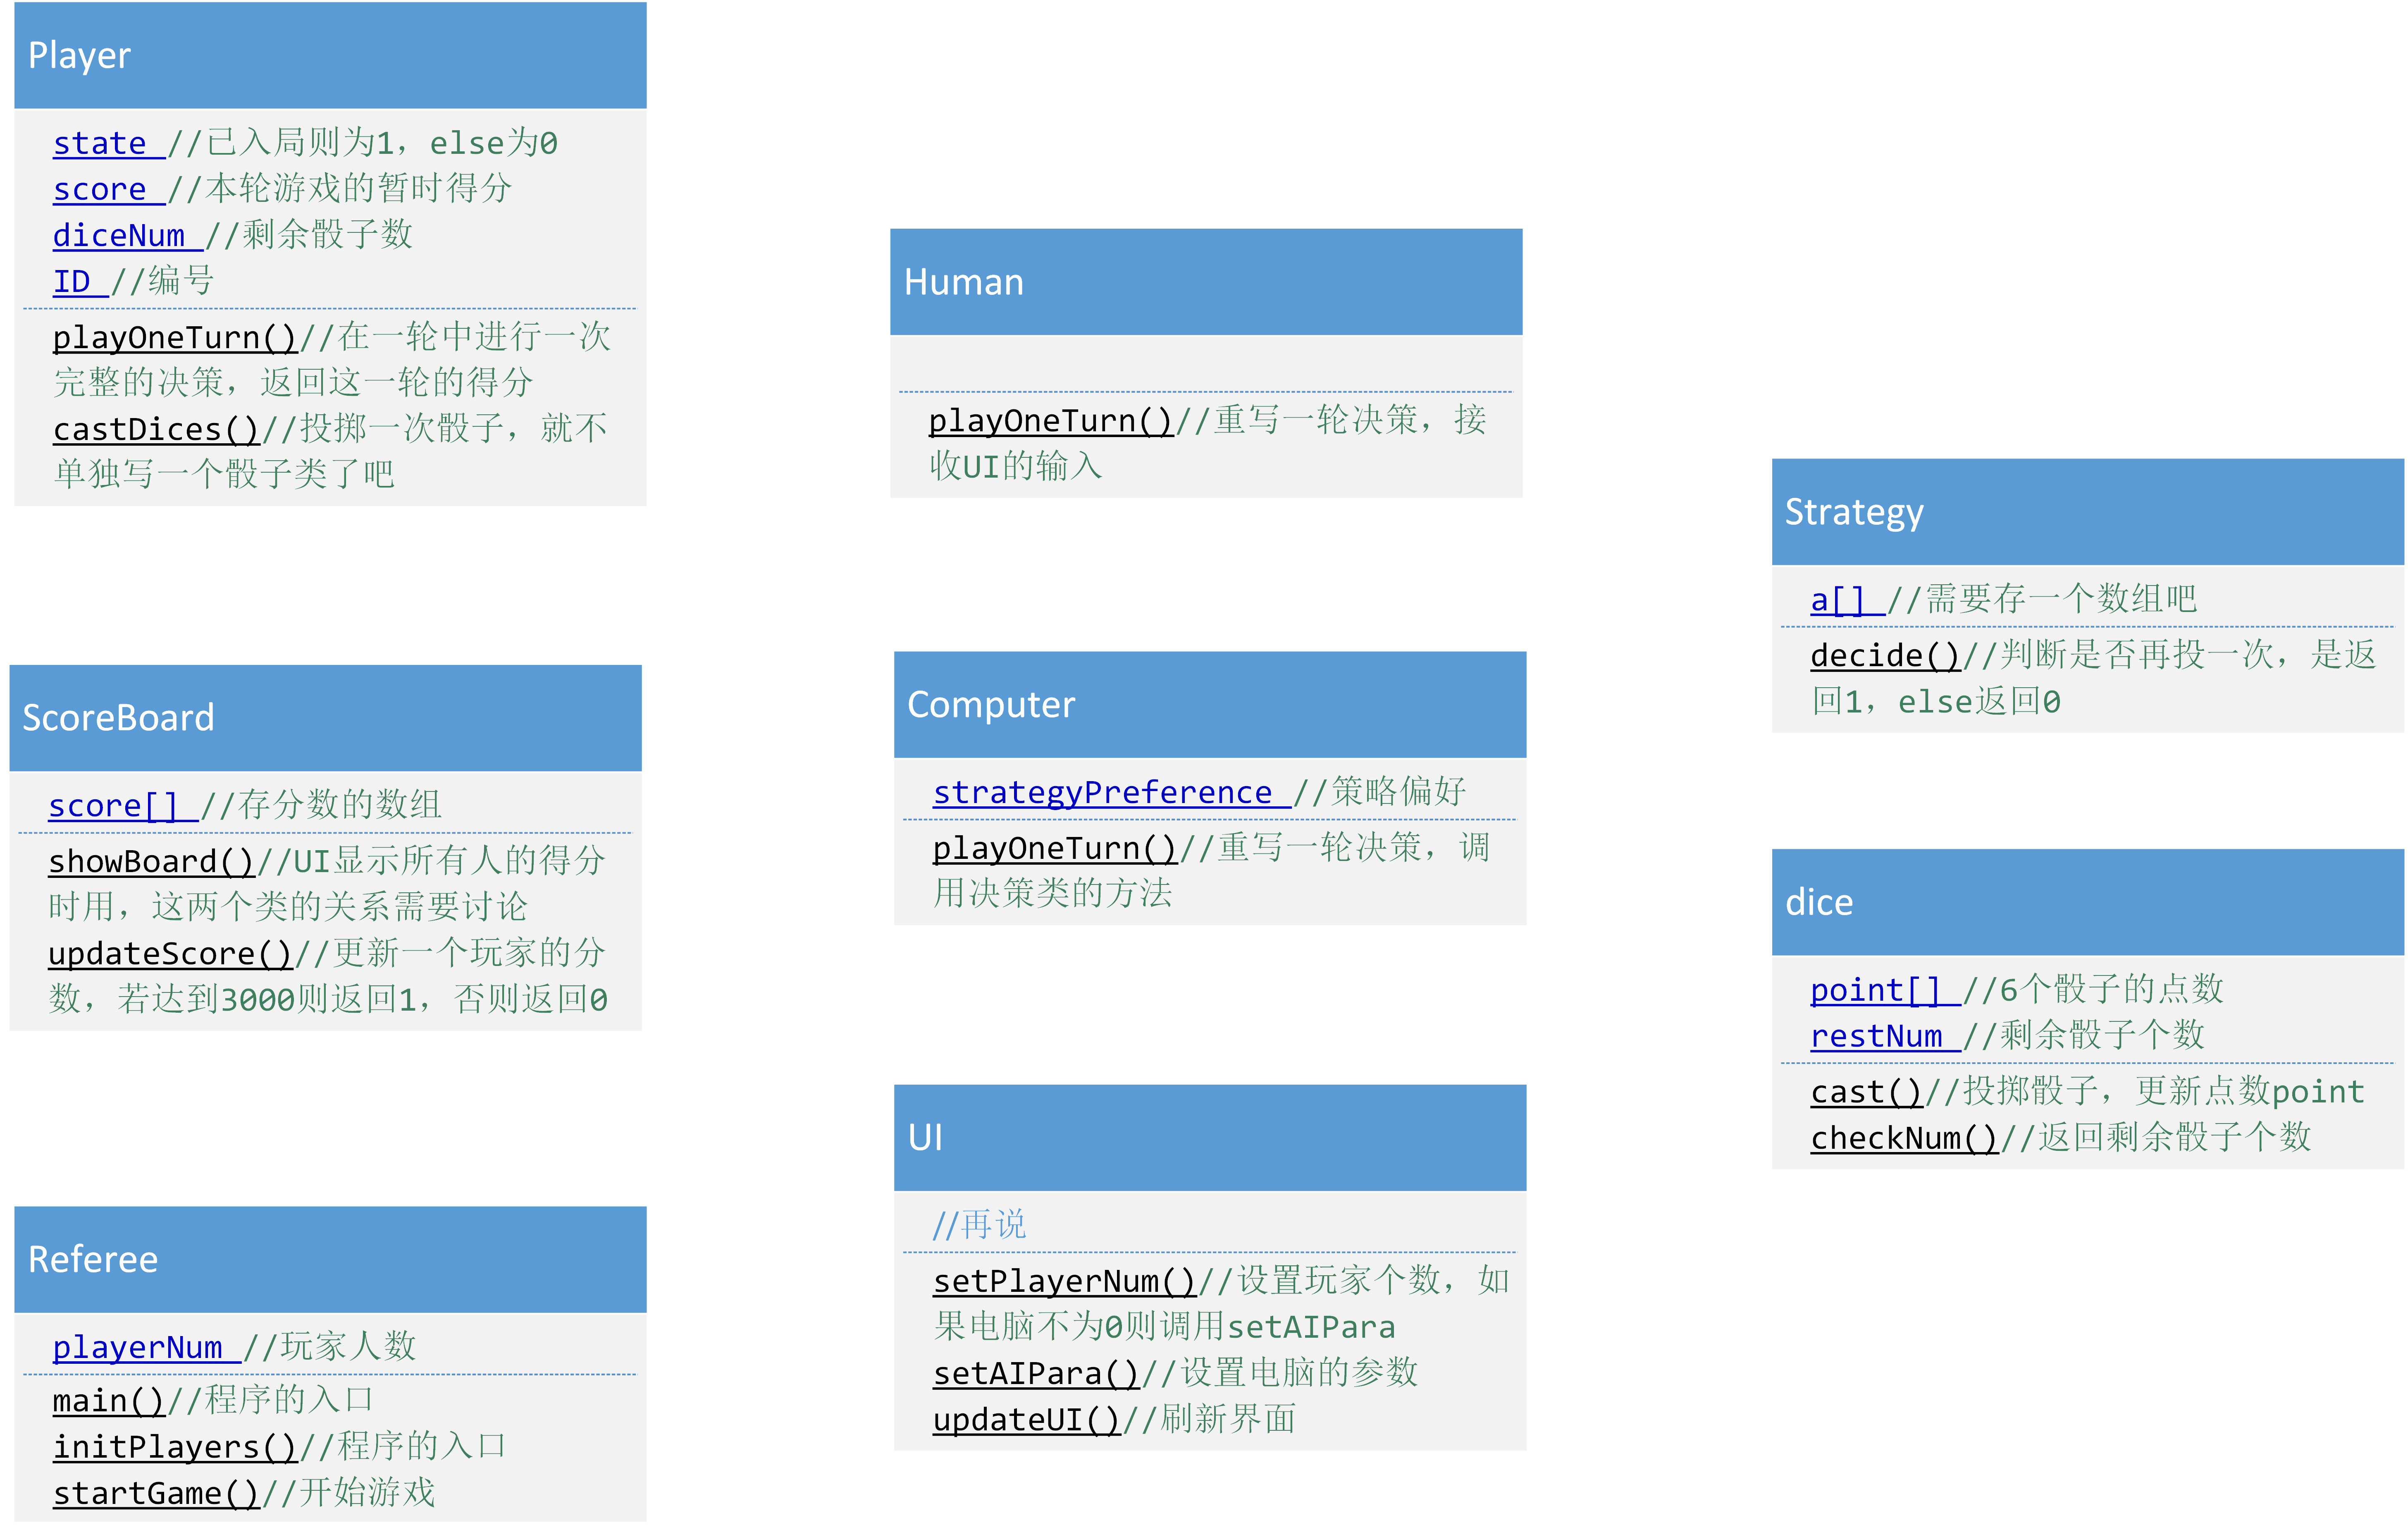 Player
state //已入局则为1，else为0
score //本轮游戏的暂时得分
diceNum //剩余骰子数
ID //编号
playOneTurn()//在一轮中进行一次
完整的决策，返回这一轮的得分
castDices()//投掷一次骰子，就不
单独写一个骰子类了吧
ScoreBoard
score[] //存分数的数组
showBoard()//UI显示所有人的得分
时用，这两个类的关系需要讨论
updateScore()//更新一个玩家的分
数，若达到3000则返回1，否则返回0
Referee
playerNum //玩家人数
main()//程序的入口
initPlayers()//程序的入口
startGame()//开始游戏
Human
playOneTurn()//重写一轮决策，接
收UI的输入
Computer
strategyPreference //策略偏好
playOneTurn()//重写一轮决策，调
用决策类的方法
UI
//再说
setPlayerNum()//设置玩家个数，如
果电脑不为0则调用setAIPara
setAIPara()//设置电脑的参数
updateUI()//刷新界面
Strategy
a[] //需要存一个数组吧
decide()//判断是否再投一次，是返
回1，else返回0
dice
point[] //6个骰子的点数
restNum //剩余骰子个数
cast()//投掷骰子，更新点数point
checkNum()//返回剩余骰子个数